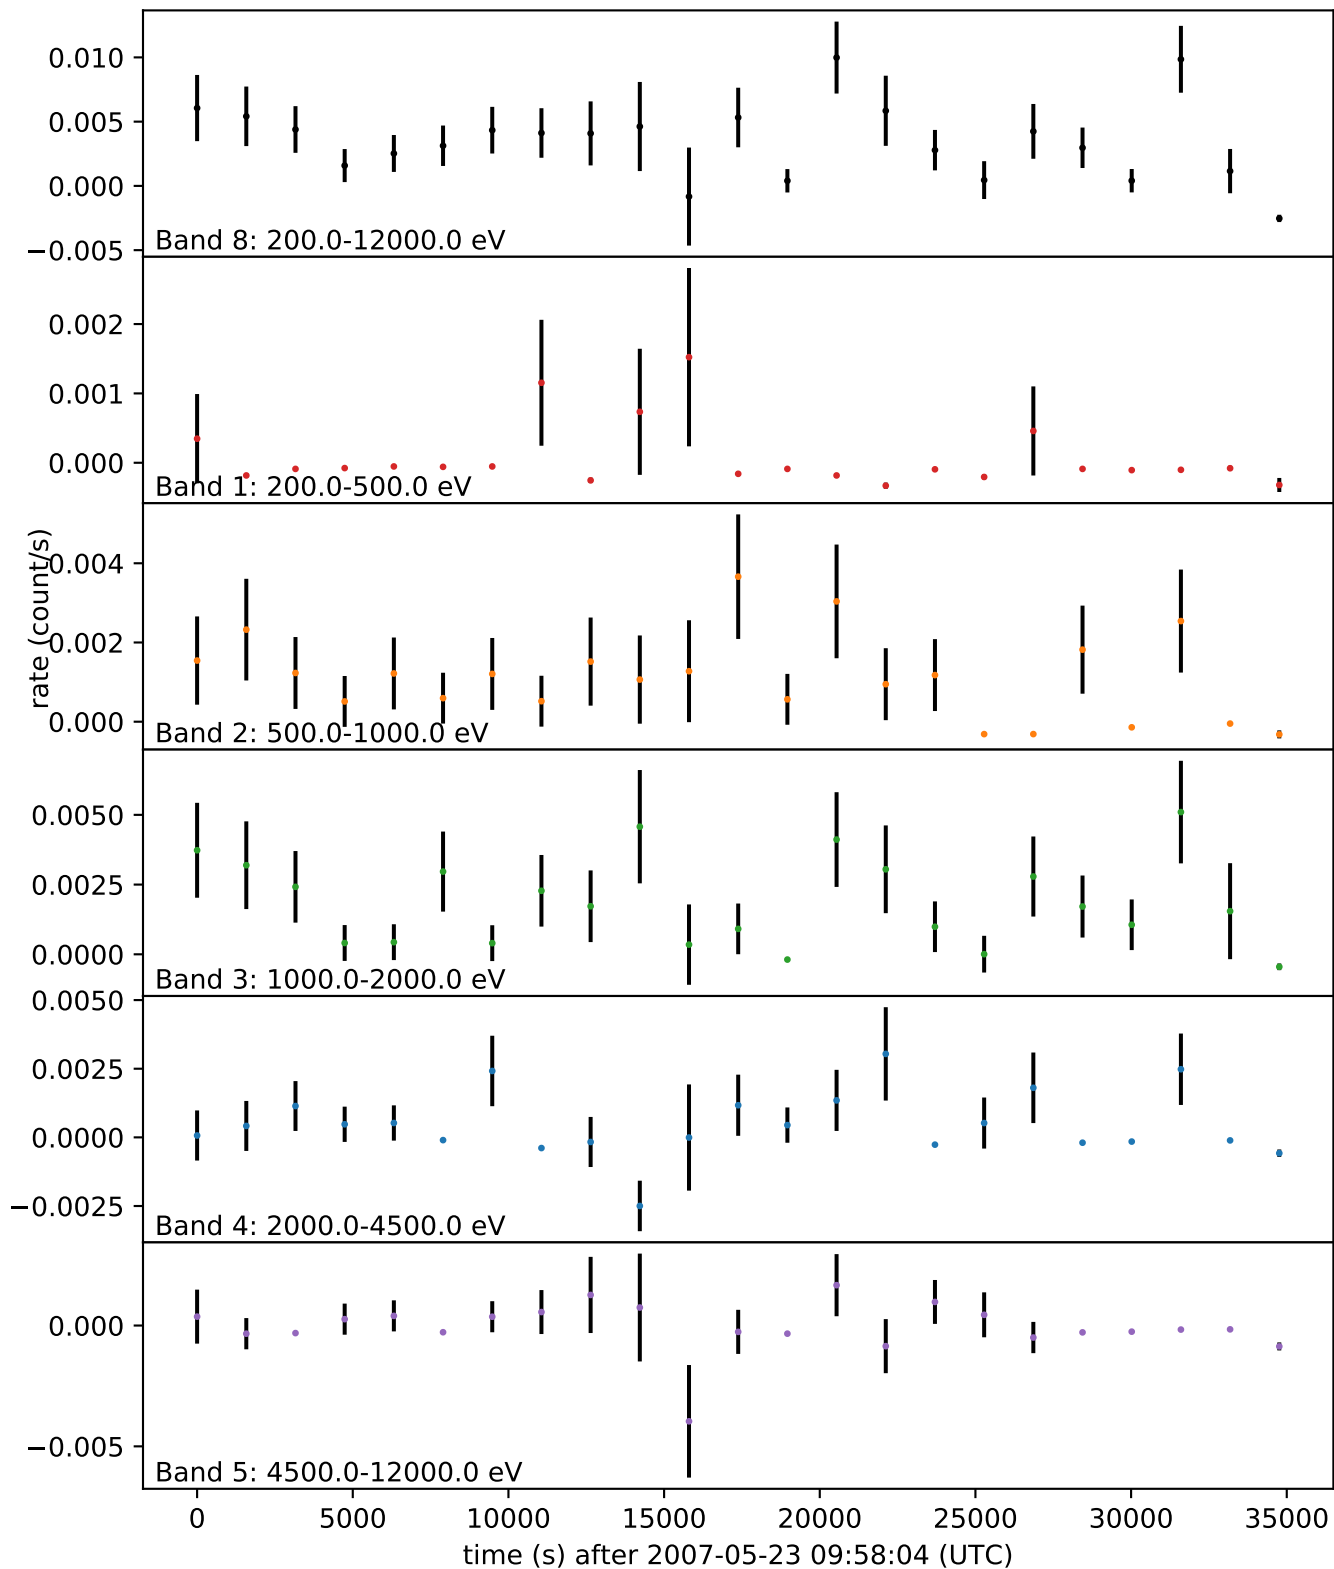 0.010
0.005
0.000
−0.005
Band 8: 200.0-12000.0 eV
0.002
0.001
0.000
Band 1: 200.0-500.0 eV
rate (count/s)
0.004
0.002
0.000
Band 2: 500.0-1000.0 eV
0.0050
0.0025
0.0000
Band 3: 1000.0-2000.0 eV
0.0050
0.0025
0.0000
−0.0025
Band 4: 2000.0-4500.0 eV
0.000
−0.005
Band 5: 4500.0-12000.0 eV
0 5000 10000 15000 20000 25000 30000 35000
time (s) after 2007-05-23 09:58:04 (UTC)